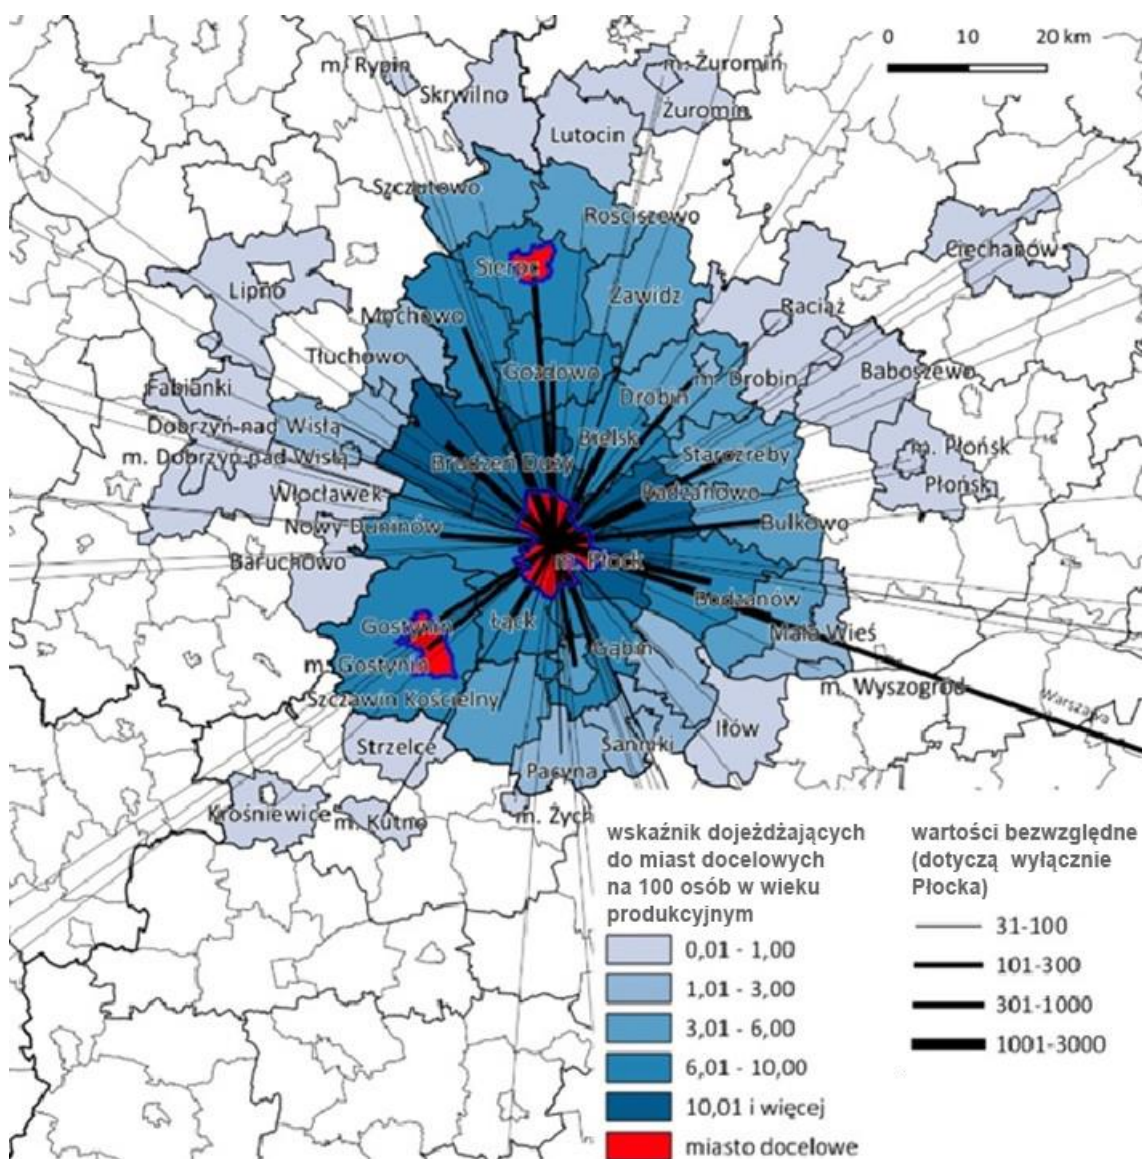 0 10 20 km
m. Rypin
m. Żuromin
Skrwilno
Żuromin
Lutocin
Szczutowo
Rościszewo
Ciechanów
Sierpc
Lipno
Zawidz
Raciąż
Mochowo
Tłuchowo
Gozdowo
m. Drobin
Baboszewo
Fabianki
Drobin
Dobrzyń nad Wisłą
Bielsk
m. Płońsk
m. Dobrzyń nad Wisłą
Brudzeń Duży
Starozreby
Płońsk
Włocławek
Radzanowo
Nowy Duninów
Bulkowo
Baruchowo
m. Płock
Bodzanów
Gostynin
Łąck
Mała Wieś
Gąbin
m. Gostynin
m. Wyszogród
Szczawin Kościelny
Warszawa
Iłów
Strzelce
Sanniki
Pacyna
Krośniewice
m. Kutno
m. Żych
wskaźnik dojeżdżających
do miast docelowych
na 100 osób w wieku
produkcyjnym
0,01 - 1,00
1,01 - 3,00
3,01 - 6,00
6,01 - 10,00
10,01 i więcej
miasto docelowe
wartości bezwzględne
(dotyczą wyłącznie
Płocka)
31-100
101-300
301-1000
1001-3000